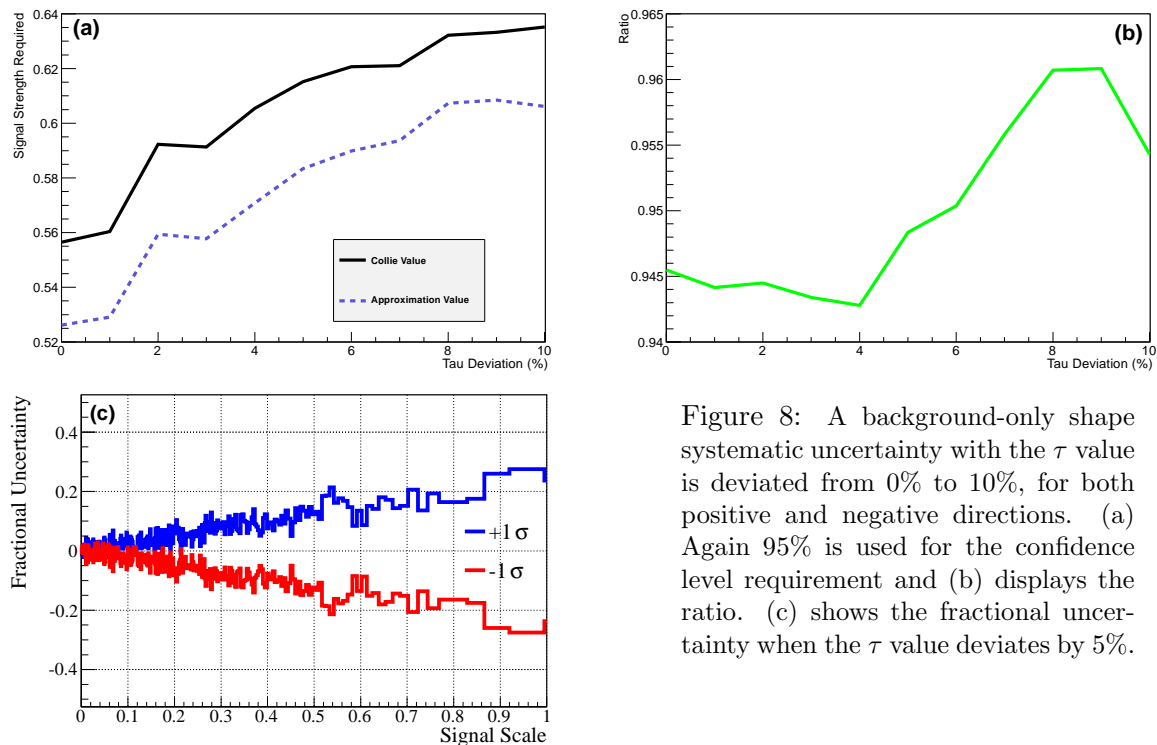 (a)
Signal Strength Required
0.64
0.62
0.6
0.58
0.56
0.54
0.52
0 2 4 6 8 10
Tau Deviation (%)
Collie Value
Approximation Value
(b)
Ratio
0.965
0.96
0.955
0.95
0.945
0.94
0 2 4 6 8 10
Tau Deviation (%)
(c)
Fractional Uncertainty
0.4
0.2
0
-0.2
-0.4
+1 σ
-1 σ
0 0.1 0.2 0.3 0.4 0.5 0.6 0.7 0.8 0.9 1
Signal Scale
Figure 8: A background-only shape
systematic uncertainty with the τ value
is deviated from 0% to 10%, for both
positive and negative directions. (a)
Again 95% is used for the confidence
level requirement and (b) displays the
ratio. (c) shows the fractional uncer-
tainty when the τ value deviates by 5%.